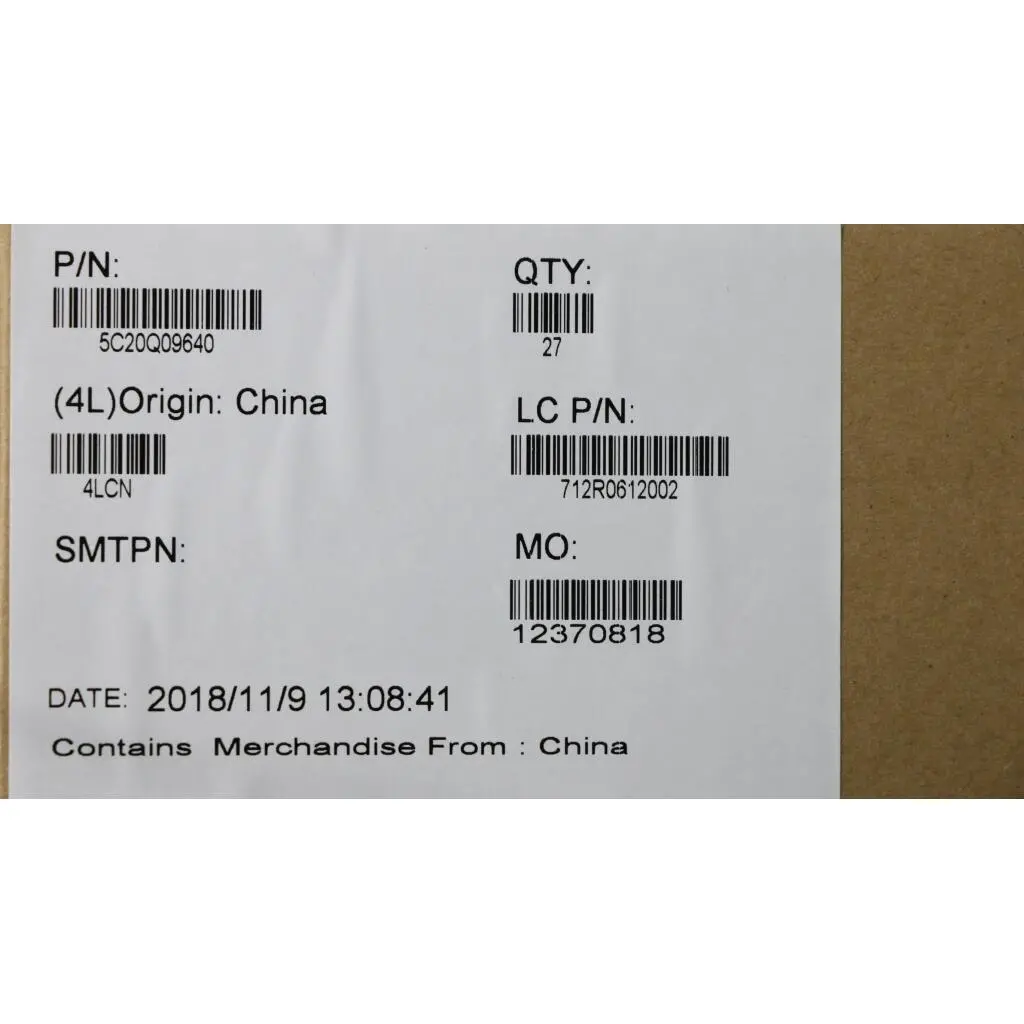 P/N:
5C20Q09640
QTY:
27
(4L)Origin: China
4LCN
LC P/N:
712R0612002
SMTPN:
MO:
12370818
DATE: 2018/11/9 13:08:41
Contains Merchandise From : China